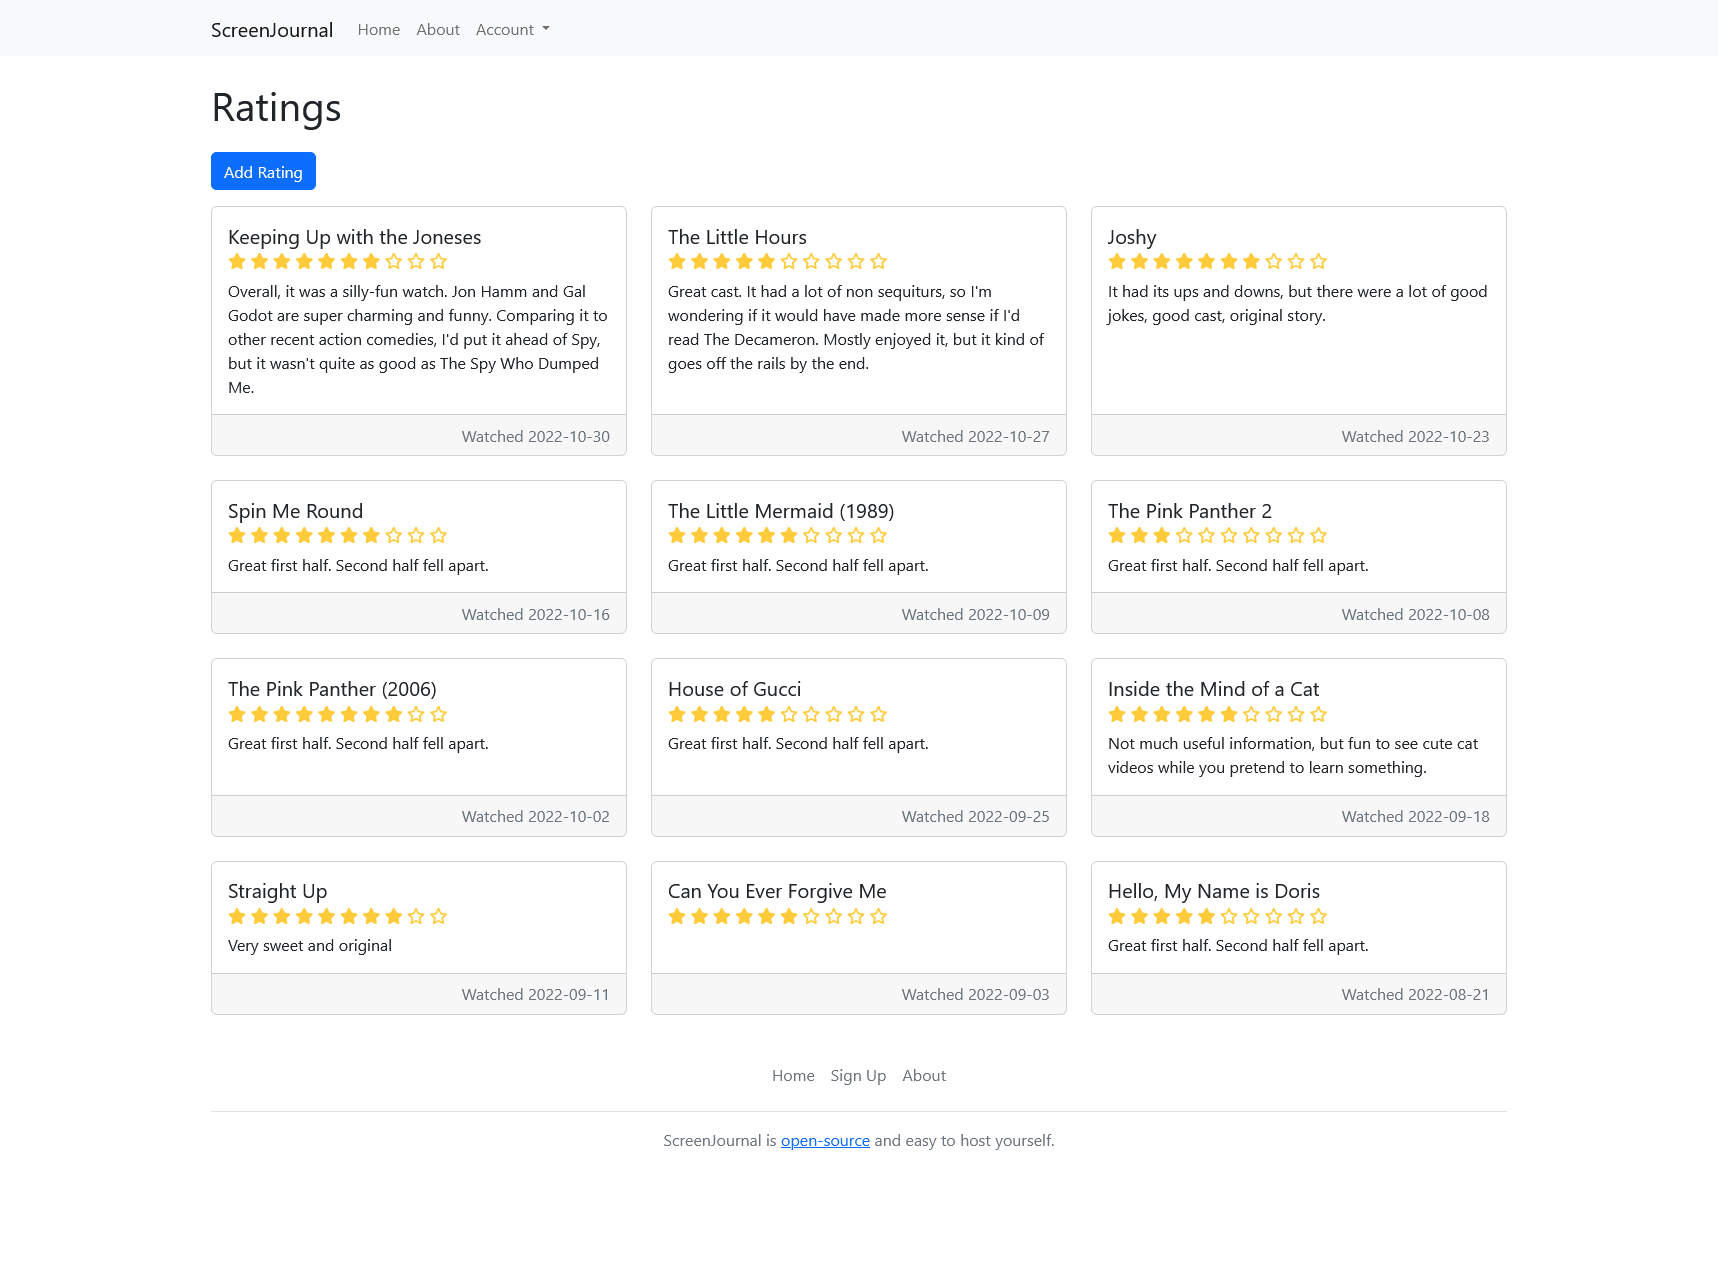 ScreenJournal Home About Account
Ratings
Add Rating
Keeping Up with the Joneses
Overall, it was a silly-fun watch. Jon Hamm and Gal
Godot are super charming and funny. Comparing it to
other recent action comedies, I'd put it ahead of Spy,
but it wasn't quite as good as The Spy Who Dumped
Me.
Watched 2022-10-30
The Little Hours
Great cast. It had a lot of non sequiturs, so I'm
wondering if it would have made more sense if I'd
read The Decameron. Mostly enjoyed it, but it kind of
goes off the rails by the end.
Watched 2022-10-27
Joshy
It had its ups and downs, but there were a lot of good
jokes, good cast, original story.
Watched 2022-10-23
Spin Me Round
Great first half. Second half fell apart.
Watched 2022-10-16
The Little Mermaid (1989)
Great first half. Second half fell apart.
Watched 2022-10-09
The Pink Panther 2
Great first half. Second half fell apart.
Watched 2022-10-08
The Pink Panther (2006)
Great first half. Second half fell apart.
Watched 2022-10-02
House of Gucci
Great first half. Second half fell apart.
Watched 2022-09-25
Inside the Mind of a Cat
Not much useful information, but fun to see cute cat
videos while you pretend to learn something.
Watched 2022-09-18
Straight Up
Very sweet and original
Watched 2022-09-11
Can You Ever Forgive Me
Watched 2022-09-03
Hello, My Name is Doris
Great first half. Second half fell apart.
Watched 2022-08-21
Home Sign Up About
ScreenJournal is open-source and easy to host yourself.